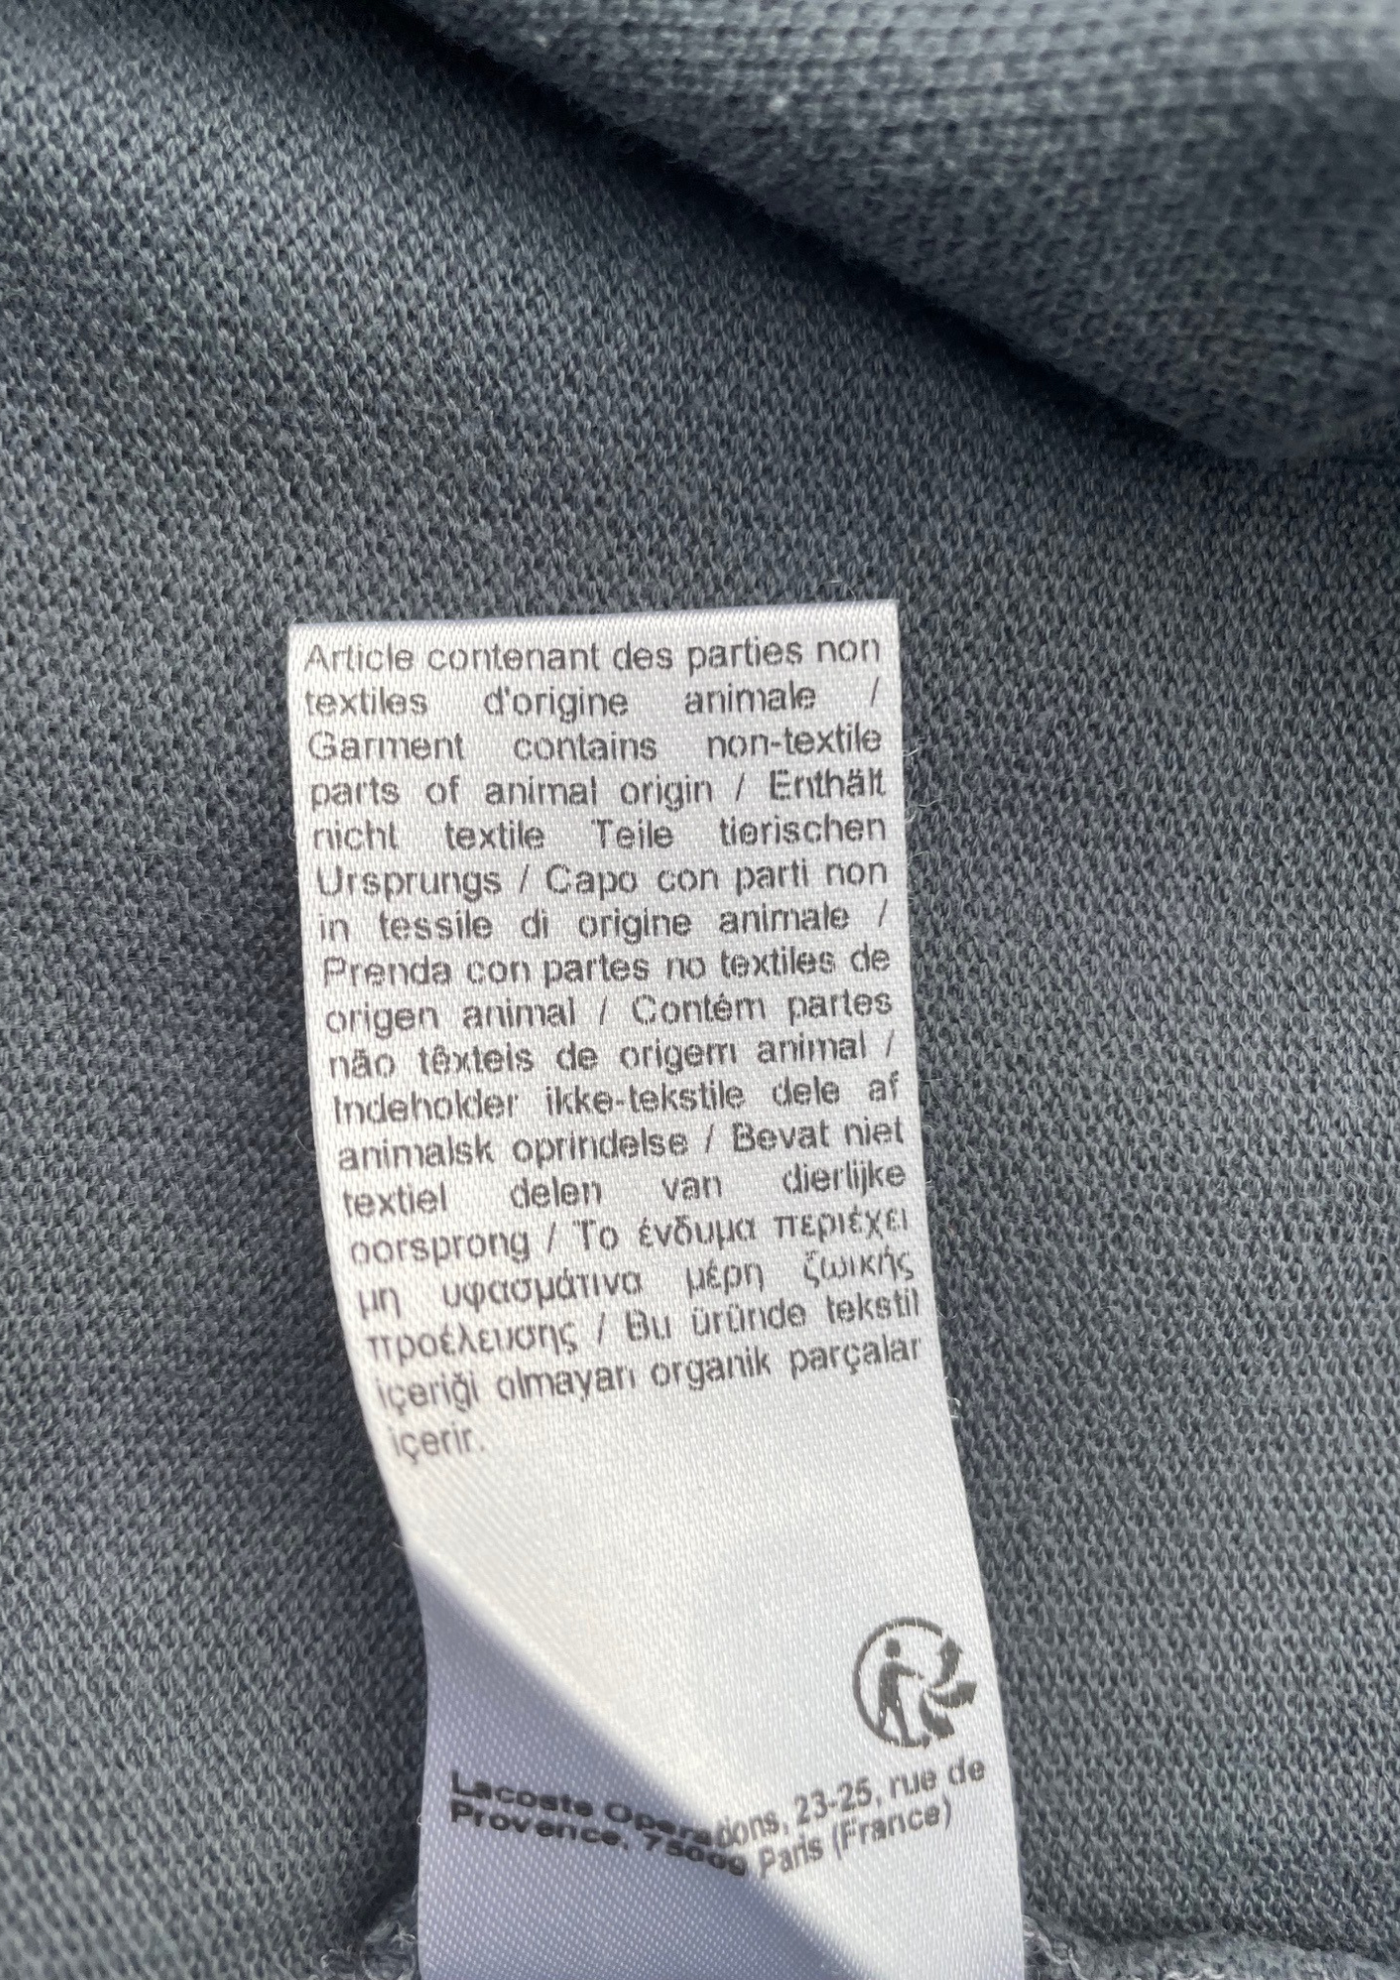 Article contenant des parties non
textiles d'origine animale /
Garment contains non-textile
parts of animal origin / Enthält
nicht textile Teile tierischen
Ursprungs / Capo con parti non
in tessile di origine animale /
Prenda con partes no textiles de
origen animal / Contém partes
não têxteis de origem animal /
Indeholder ikke-tekstile dele af
animalsk oprindelse / Bevat niet
textiel delen van dierlijke
oorsprong / Το ένδυμα περιέχει
μη υφασμάτινα μέρη ζωικής
προέλευσης / Bu üründe tekstil
içeriği olmayan organik parçalar
içerir.
Lacoste Operations, 23-25, rue de
Provence, 75009 Paris (France)